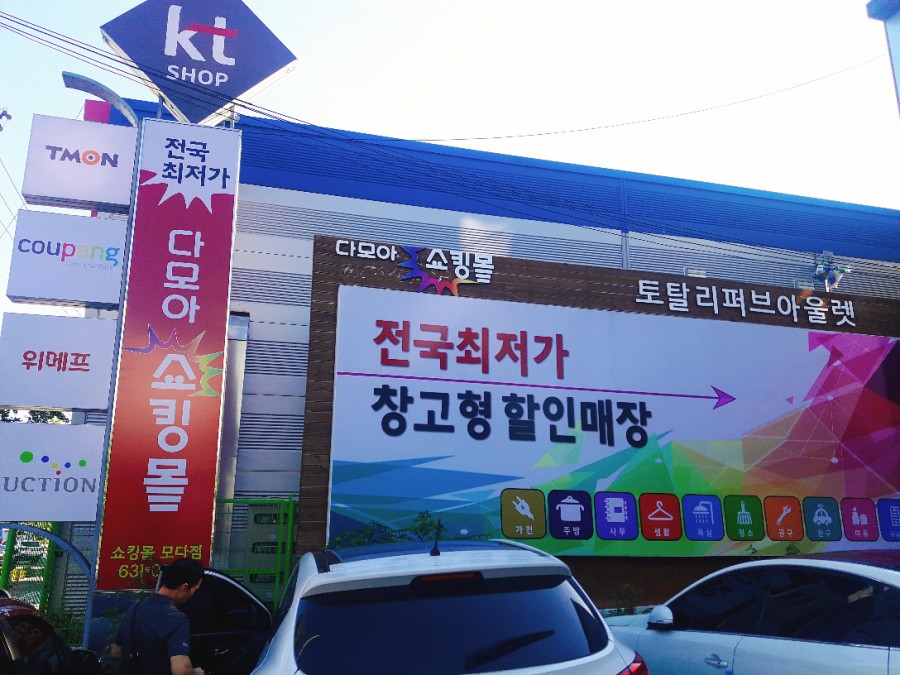 kt
SHOP
TMON
coupang
위메프
UCTION
전국
최저가
다모아
쇼킹몰
쇼킹몰 모다점
다모아 쇼킹몰
토탈리퍼브아울렛
전국최저가
창고형 할인매장
가전
주방
사무
생활
욕실
청소
공구
아동